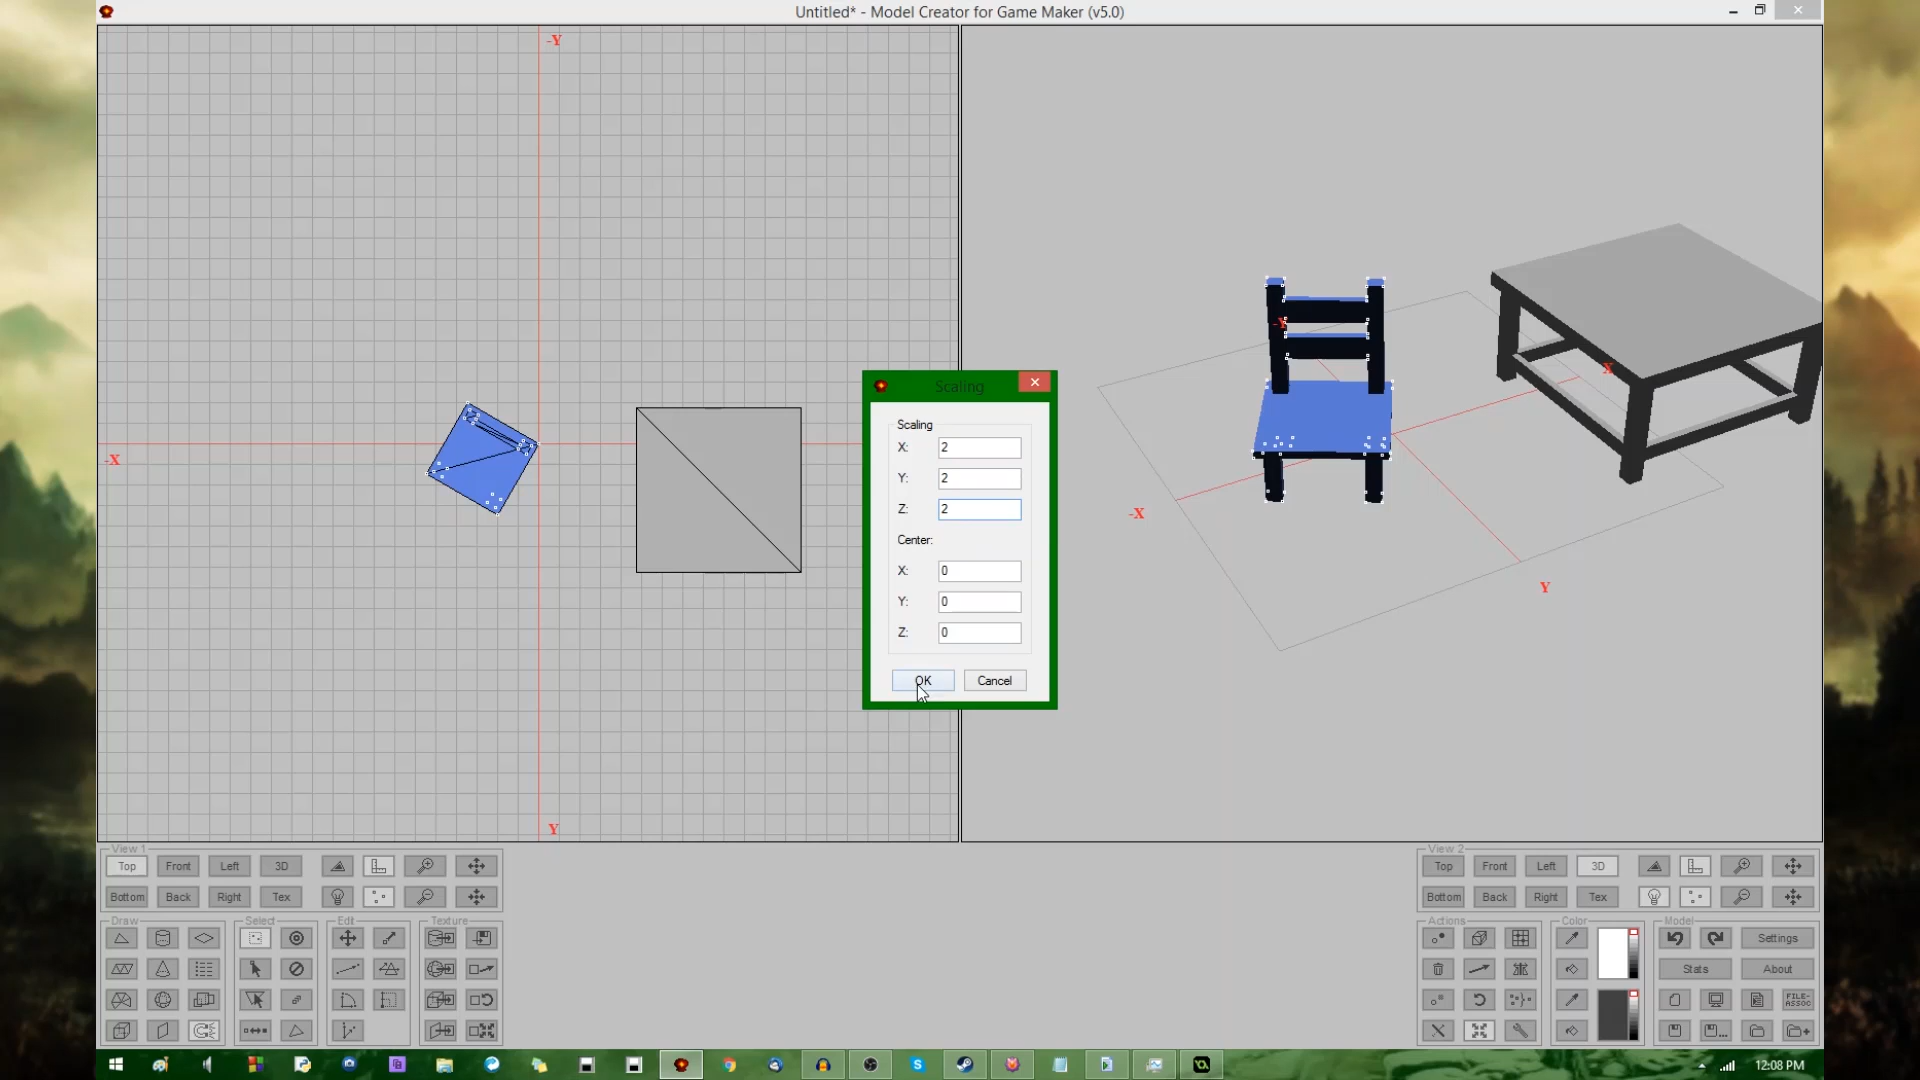 Untitled* - Model Creator for Game Maker (v5.0)
-Y
-X
Y
-Y
X
-X
Y
Scaling
Scaling
X: 2
Y: 2
Z: 2
Center:
X: 0
Y: 0
Z: 0
OK Cancel
View 1
Top Front Left 3D
Bottom Back Right Tex
Draw Select Edit Texture
View 2
Top Front Left 3D
Bottom Back Right Tex
Actions Color Model
Settings
Stats About
FILE-
ASSOC
12:08 PM